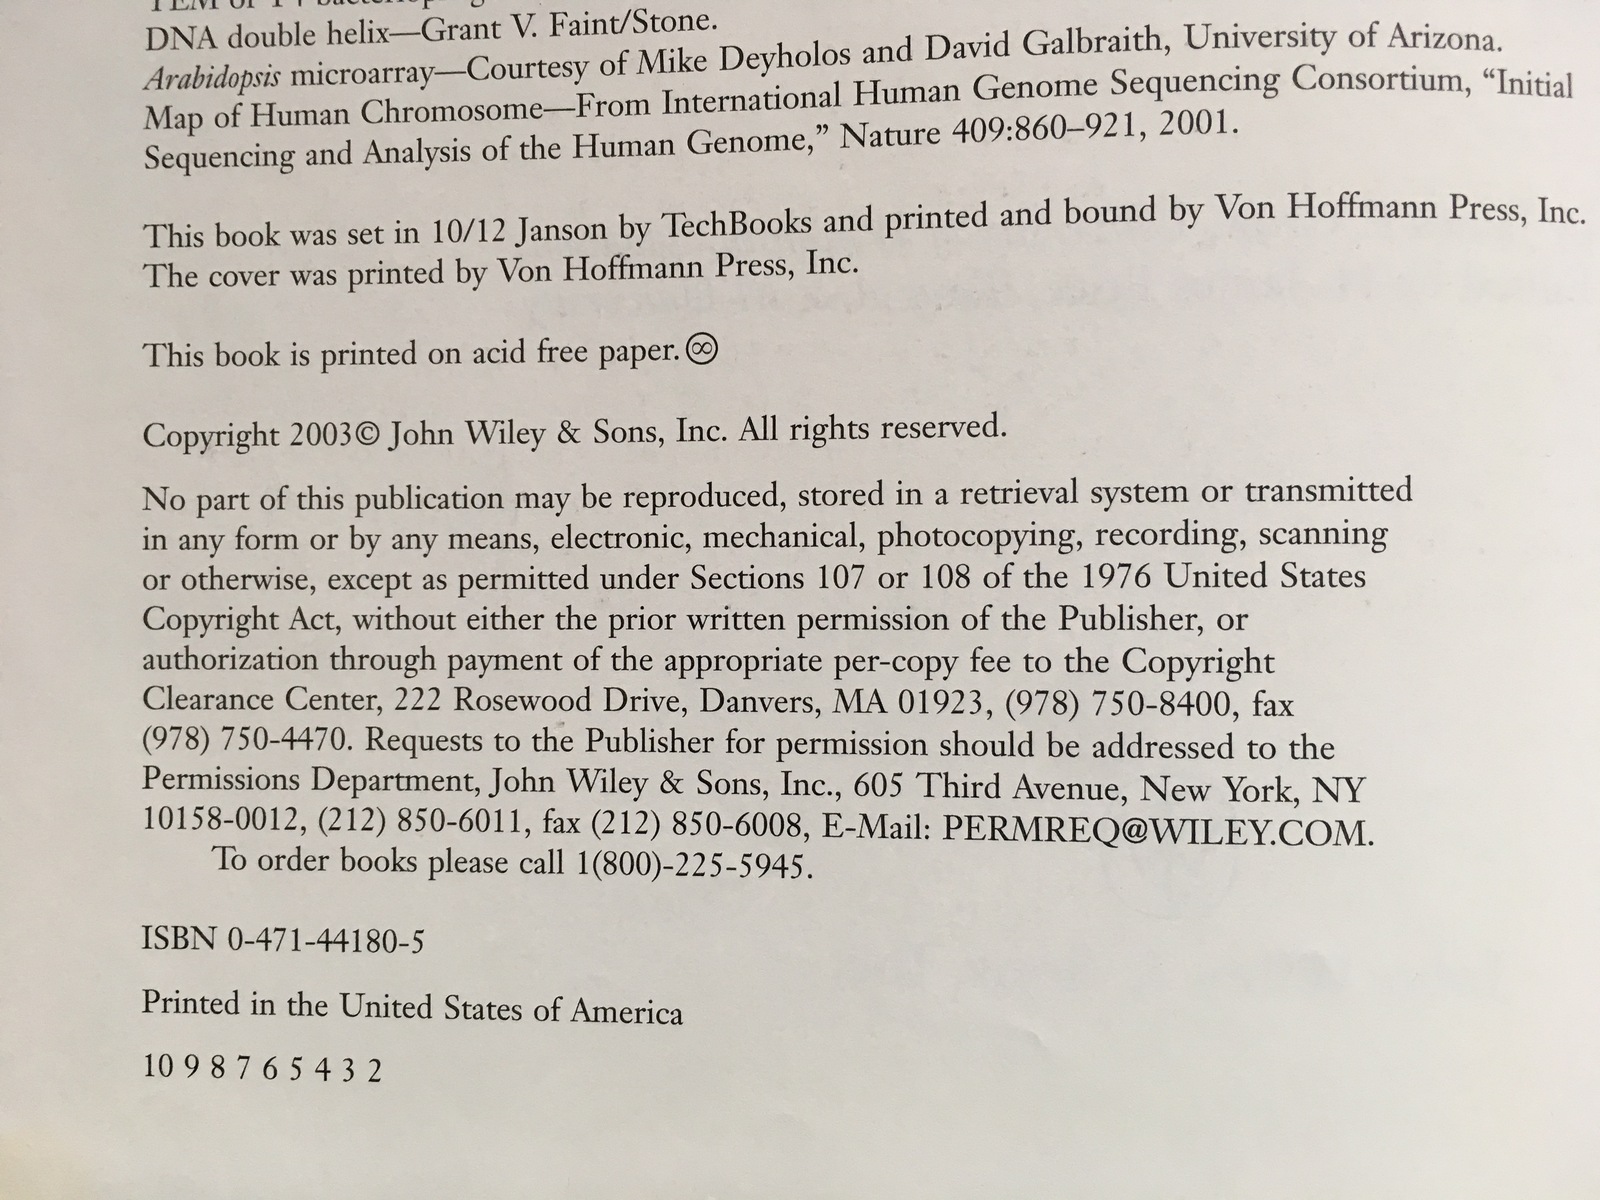 DNA double helix—Grant V. Faint/Stone.
Arabidopsis microarray—Courtesy of Mike Deyholos and David Galbraith, University of Arizona.
Map of Human Chromosome—From International Human Genome Sequencing Consortium, “Initial
Sequencing and Analysis of the Human Genome,” Nature 409:860–921, 2001.
This book was set in 10/12 Janson by TechBooks and printed and bound by Von Hoffmann Press, Inc.
The cover was printed by Von Hoffmann Press, Inc.
This book is printed on acid free paper. ♾
Copyright 2003© John Wiley & Sons, Inc. All rights reserved.
No part of this publication may be reproduced, stored in a retrieval system or transmitted
in any form or by any means, electronic, mechanical, photocopying, recording, scanning
or otherwise, except as permitted under Sections 107 or 108 of the 1976 United States
Copyright Act, without either the prior written permission of the Publisher, or
authorization through payment of the appropriate per-copy fee to the Copyright
Clearance Center, 222 Rosewood Drive, Danvers, MA 01923, (978) 750-8400, fax
(978) 750-4470. Requests to the Publisher for permission should be addressed to the
Permissions Department, John Wiley & Sons, Inc., 605 Third Avenue, New York, NY
10158-0012, (212) 850-6011, fax (212) 850-6008, E-Mail: PERMREQ@WILEY.COM.
To order books please call 1(800)-225-5945.
ISBN 0-471-44180-5
Printed in the United States of America
10 9 8 7 6 5 4 3 2